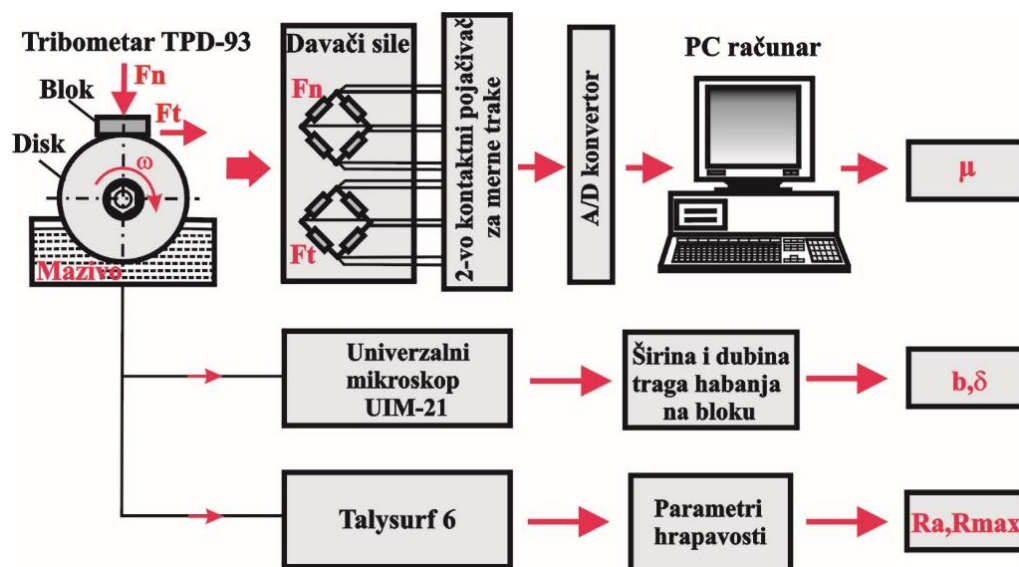 Tribometar TPD-93
Fn
Blok
Ft
Disk
ω
Mazivo
Davači sile
Fn
Ft
2-vo kontaktni pojačivač
za merne trake
A/D konvertor
PC računar
μ
Univerzalni
mikroskop
UIM-21
Širina i dubina
traga habanja
na bloku
b,δ
Talysurf 6
Parametri
hrapavosti
Ra,Rmax